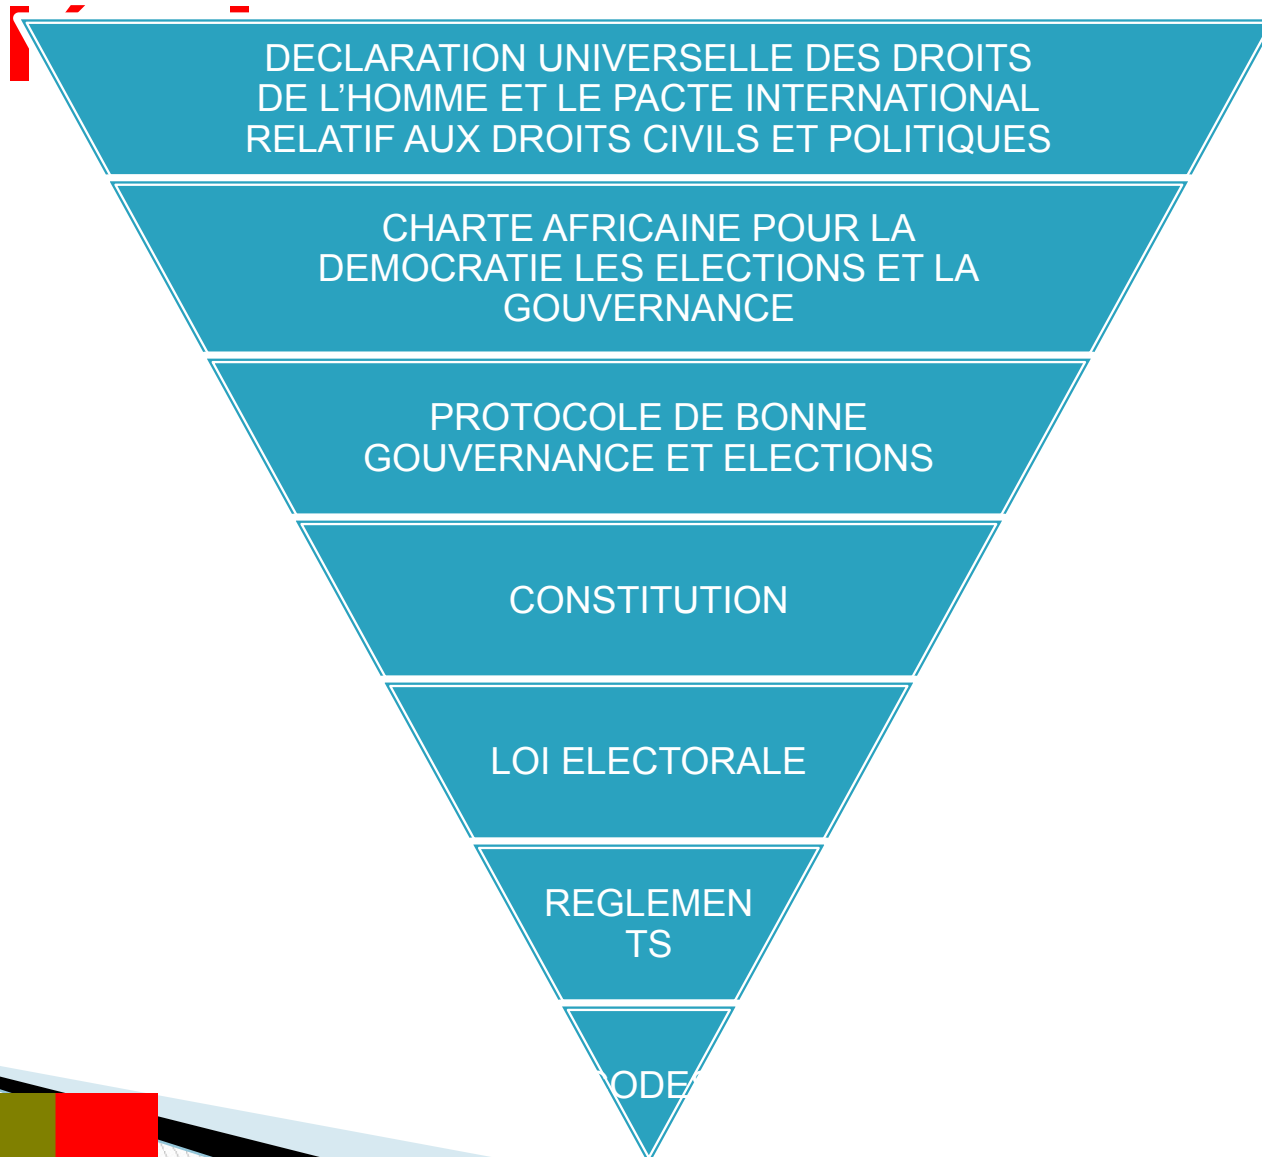 DECLARATION UNIVERSELLE DES DROITS
DE L’HOMME ET LE PACTE INTERNATIONAL
RELATIF AUX DROITS CIVILS ET POLITIQUES
CHARTE AFRICAINE POUR LA
DEMOCRATIE LES ELECTIONS ET LA
GOUVERNANCE
PROTOCOLE DE BONNE
GOUVERNANCE ET ELECTIONS
CONSTITUTION
LOI ELECTORALE
REGLEMEN
TS
CODES